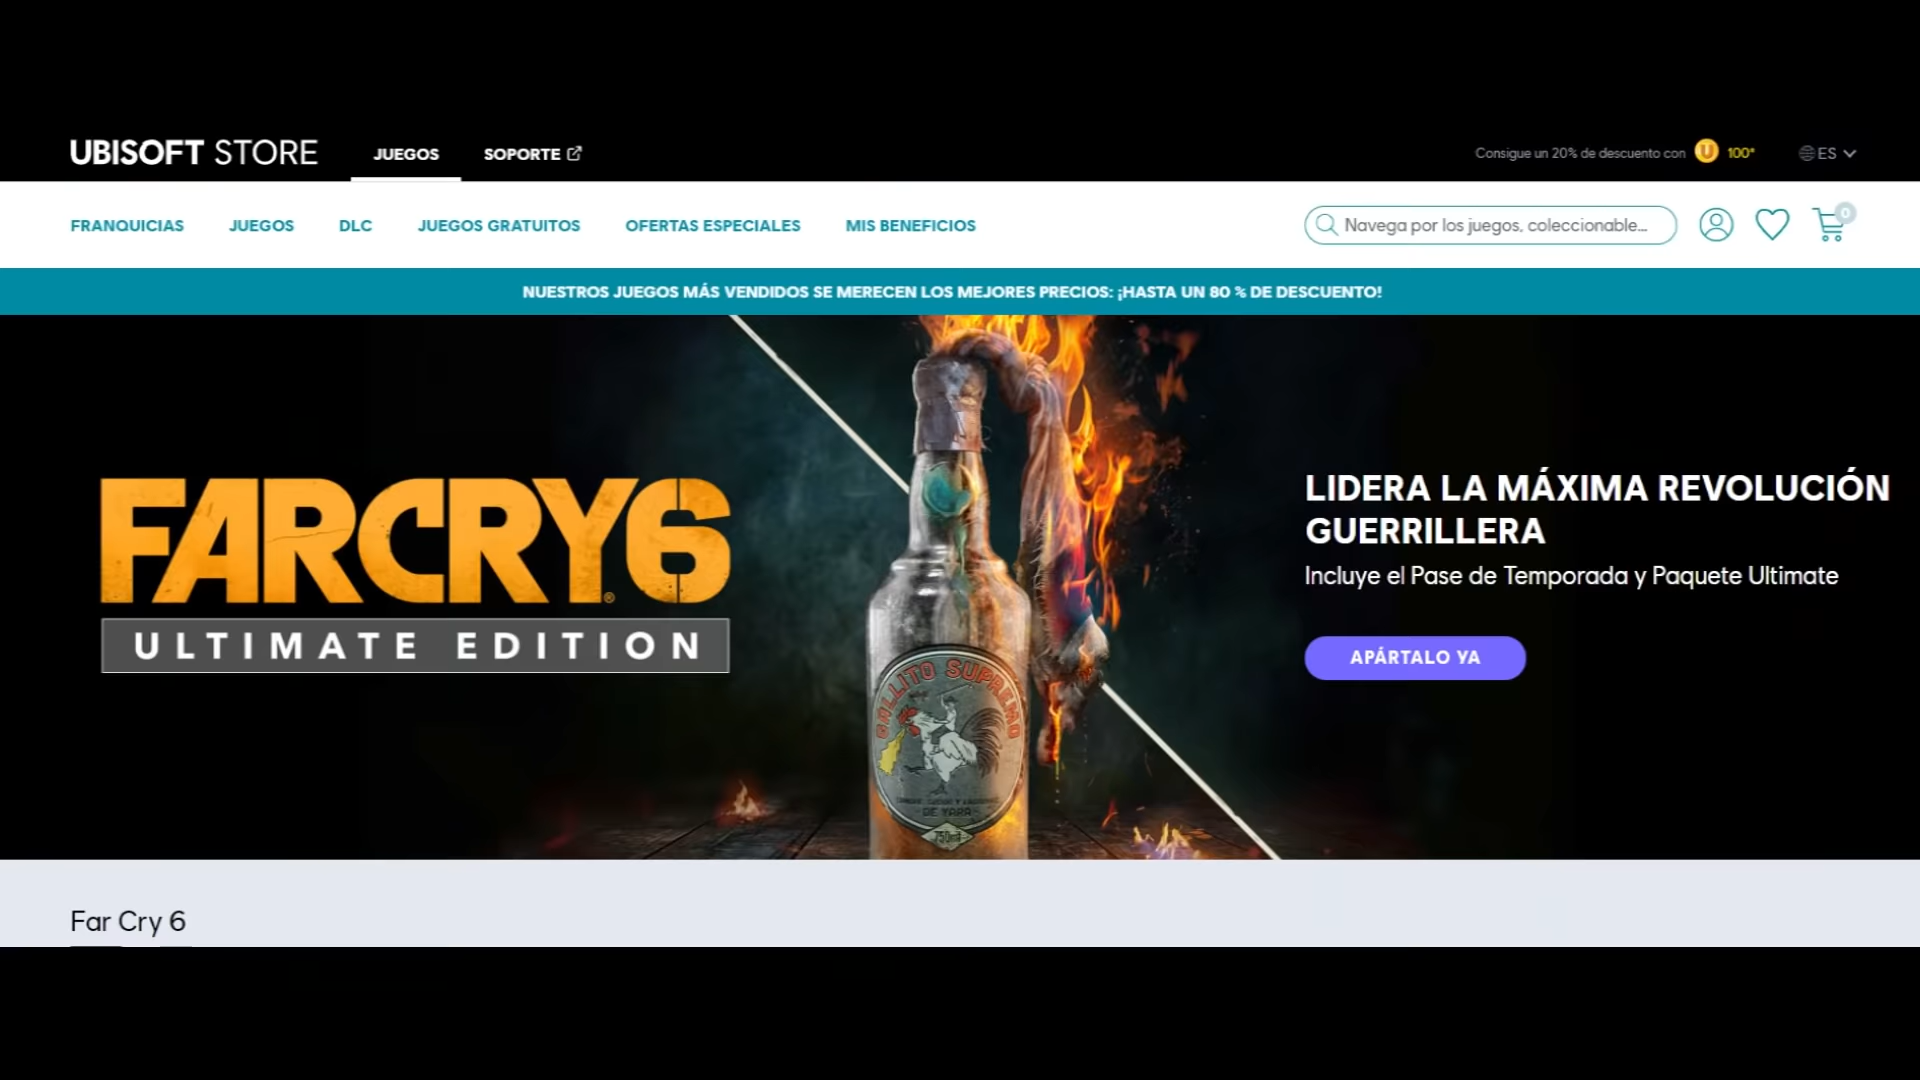 UBISOFT STORE
JUEGOS
SOPORTE
Consigue un 20% de descuento con
100*
ES
FRANQUICIAS
JUEGOS
DLC
JUEGOS GRATUITOS
OFERTAS ESPECIALES
MIS BENEFICIOS
Navega por los juegos, coleccionable...
0
NUESTROS JUEGOS MÁS VENDIDOS SE MERECEN LOS MEJORES PRECIOS: ¡HASTA UN 80 % DE DESCUENTO!
FARCRY6
ULTIMATE EDITION
GALLITO SUPREMO
DE YARA
750ml
LIDERA LA MÁXIMA REVOLUCIÓN
GUERRILLERA
Incluye el Pase de Temporada y Paquete Ultimate
APÁRTALO YA
Far Cry 6